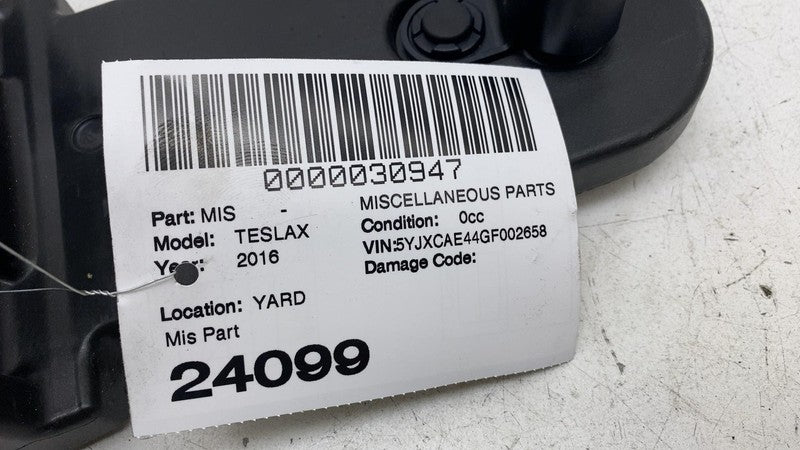 0000030947
Part: MIS - MISCELLANEOUS PARTS
Model: TESLAX Condition: 0cc
Year: 2016 VIN:5YJXCAE44GF002658
Damage Code:
Location: YARD
Mis Part
24099